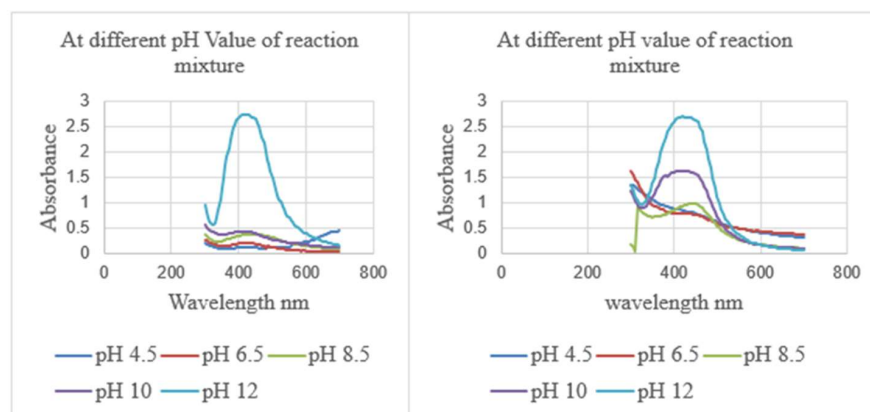 At different pH Value of reaction
mixture
3
2.5
2
1.5
1
0.5
0
Absorbance
0 200 400 600 800
Wavelength nm
pH 4.5 pH 6.5 pH 8.5
pH 10 pH 12
At different pH value of reaction
mixture
3
2.5
2
1.5
1
0.5
0
Absorbance
0 200 400 600 800
wavelength nm
pH 4.5 pH 6.5 pH 8.5
pH 10 pH 12